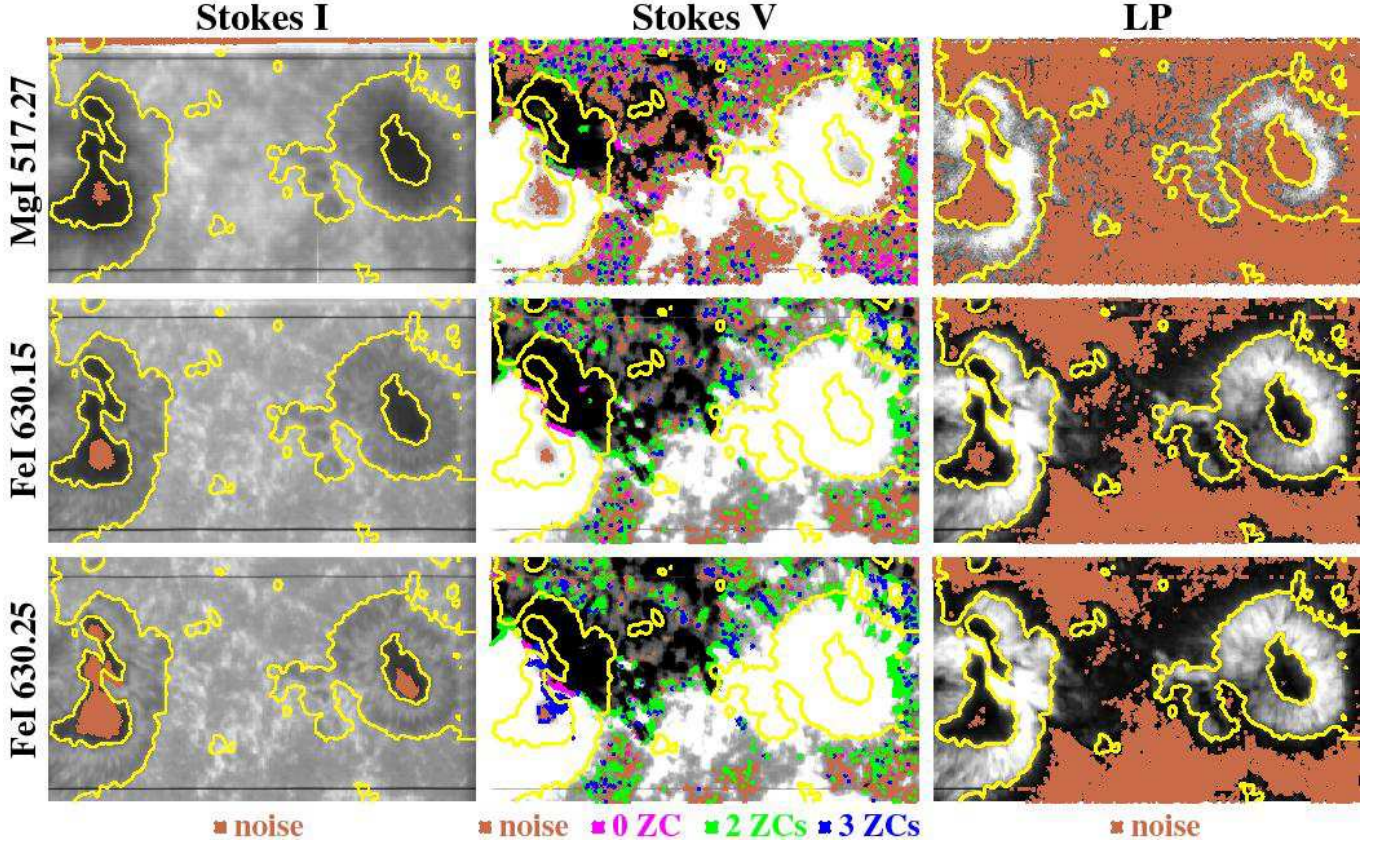 Stokes I Stokes V LP
MgI 517.27
FeI 630.15
FeI 630.25
noise noise 0 ZC 2 ZCs 3 ZCs noise